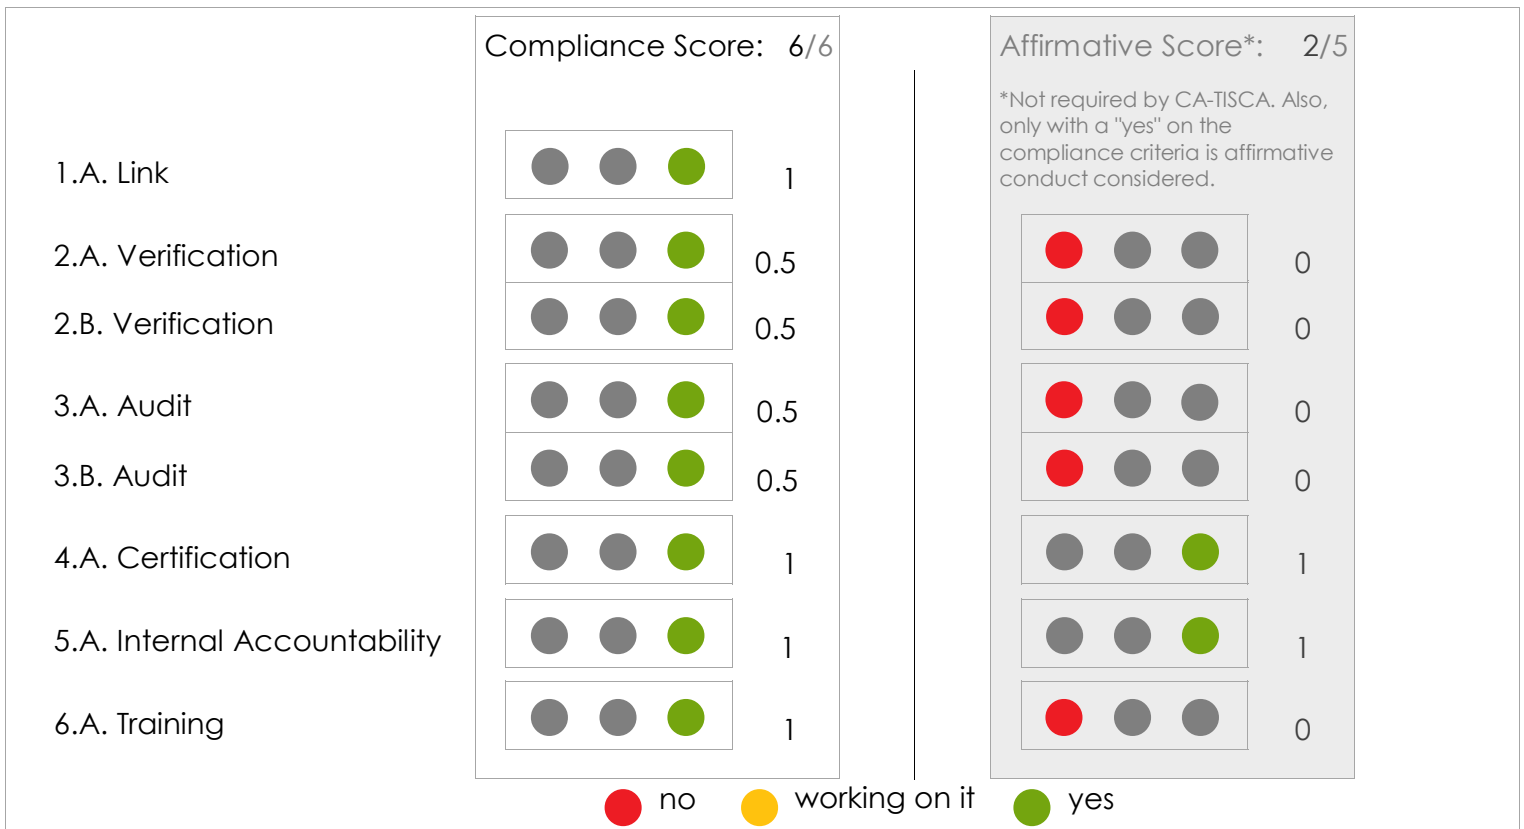 Compliance Score: 6/6
Affirmative Score*: 2/5
*Not required by CA-TISCA. Also,
only with a "yes" on the
compliance criteria is affirmative
conduct considered.
1.A. Link 1
2.A. Verification 0.5 0
2.B. Verification 0.5 0
3.A. Audit 0.5 0
3.B. Audit 0.5 0
4.A. Certification 1 1
5.A. Internal Accountability 1 1
6.A. Training 1 0
no working on it yes